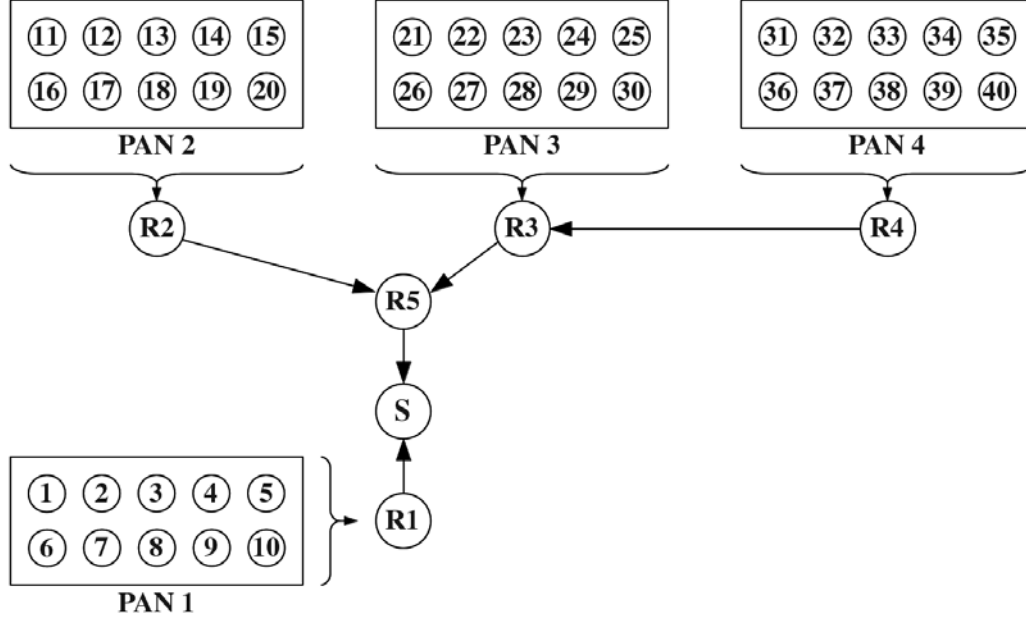 11 12 13 14 15
16 17 18 19 20
PAN 2
21 22 23 24 25
26 27 28 29 30
PAN 3
31 32 33 34 35
36 37 38 39 40
PAN 4
R2
R3
R4
R5
S
R1
1 2 3 4 5
6 7 8 9 10
PAN 1